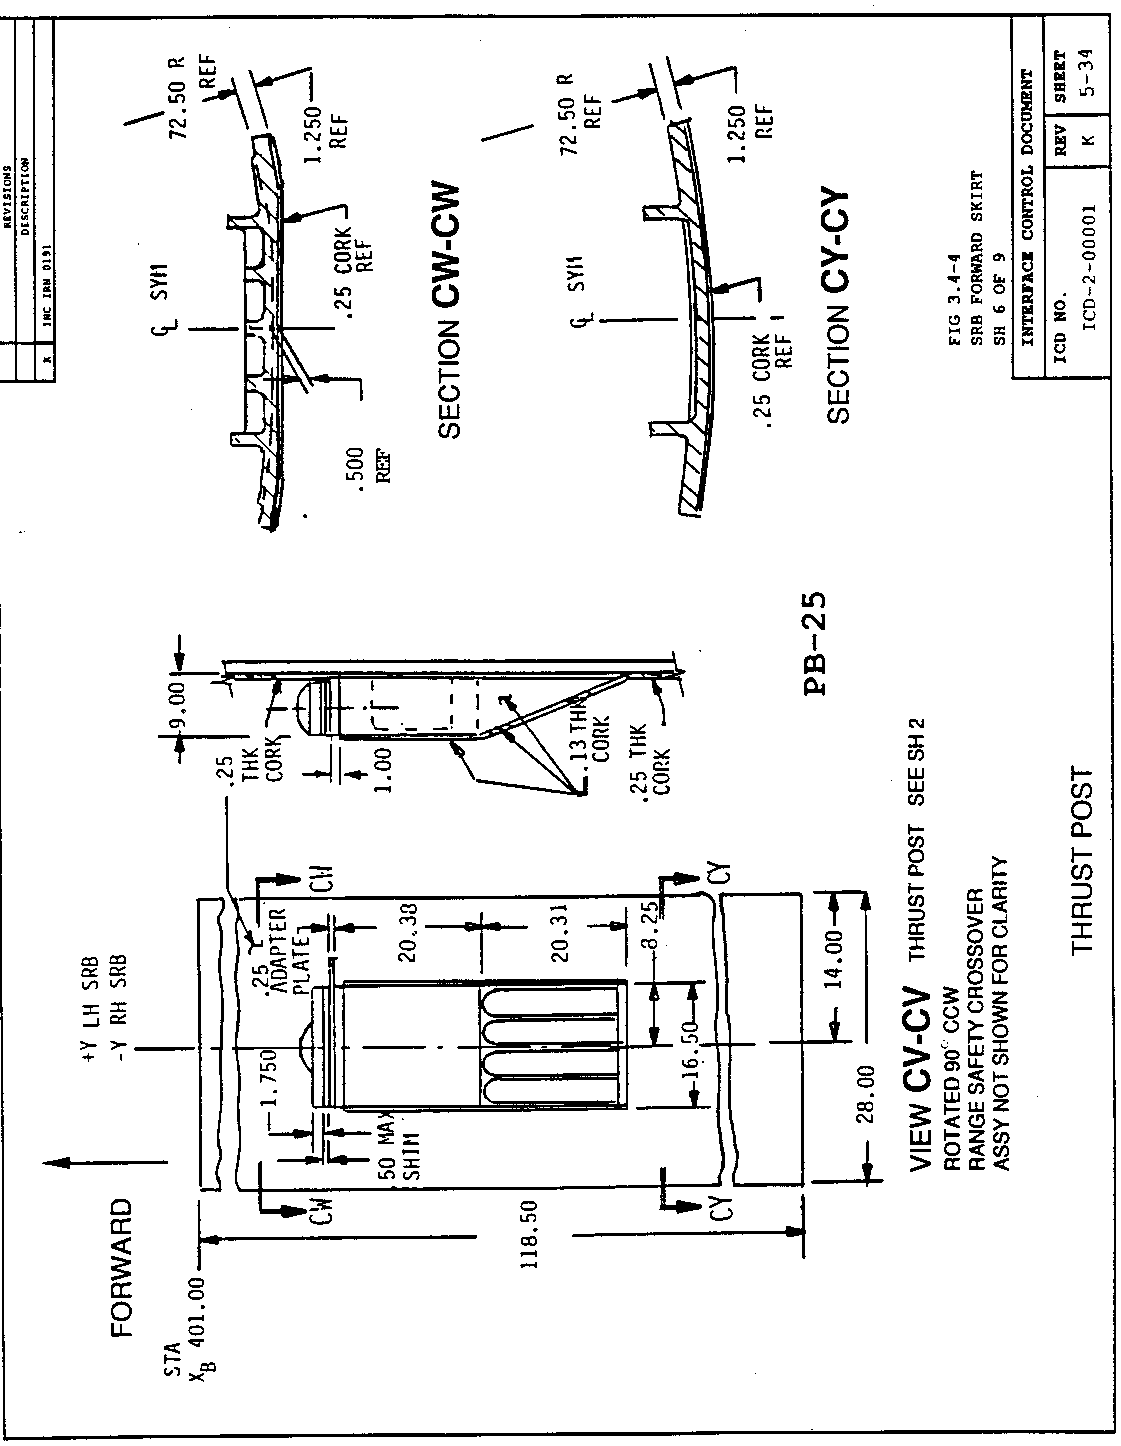 REVISIONS
DESCRIPTION
INC IRN 0191
FORWARD
STA
XB 401.00
+Y LH SRB
-Y RH SRB
118.50
1.750
50 MAX
SHIM
.25
ADAPTER
PLATE
CW
CW
CY
CY
20.38
20.31
8.25
16.50
14.00
28.00
VIEW CV-CV THRUST POST SEE SH 2
ROTATED 90° CCW
RANGE SAFETY CROSSOVER
ASSY NOT SHOWN FOR CLARITY
9.00
.25
THK
CORK
1.00
.13 THK
CORK
.25 THK
CORK
PB-25
THRUST POST
72.50 R
REF
1.250
REF
℄ SYM
.25 CORK
REF
.500
REF
SECTION CW-CW
72.50 R
REF
1.250
REF
℄ SYM
.25 CORK
REF
SECTION CY-CY
FIG 3.4-4
SRB FORWARD SKIRT
SH 6 OF 9
INTERFACE CONTROL DOCUMENT
ICD NO.
ICD-2-00001
REV
K
SHEET
5-34